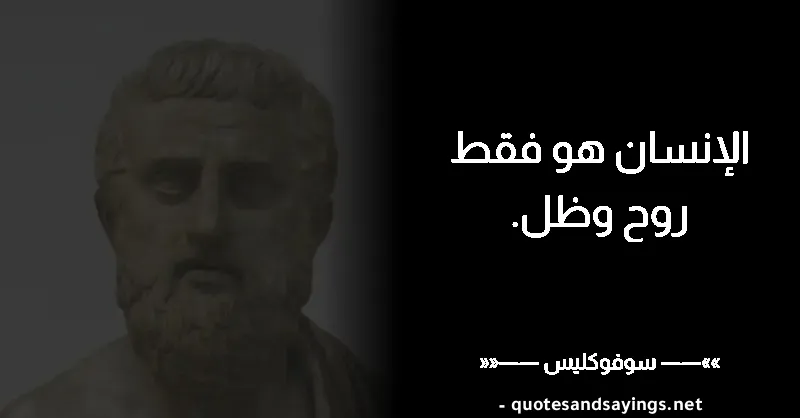 الإنسان هو فقط
روح وظل.
»»—— سوفوكليس ——««
- quotesandsayings.net